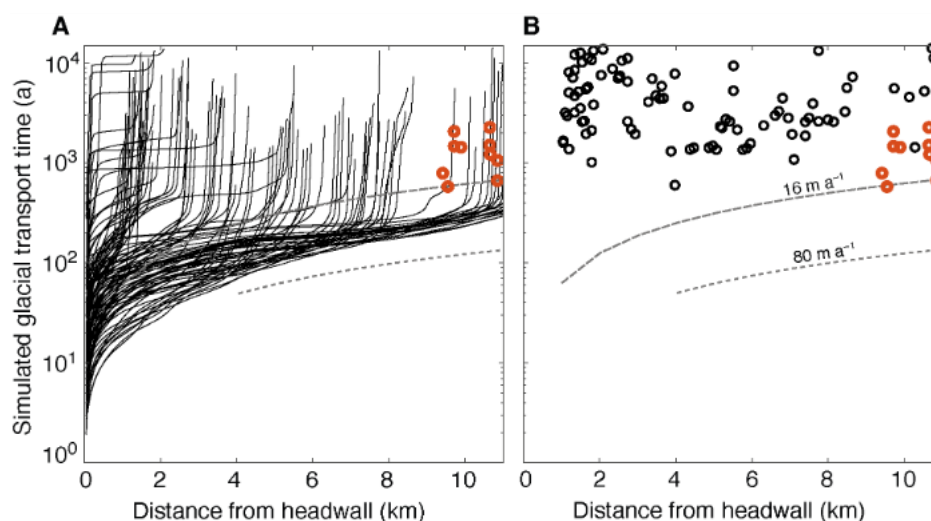 A
B
Simulated glacial transport time (a)
10⁴
10³
10²
10¹
10⁰
16 m a⁻¹
80 m a⁻¹
0 2 4 6 8 10
0 2 4 6 8 10
Distance from headwall (km)
Distance from headwall (km)